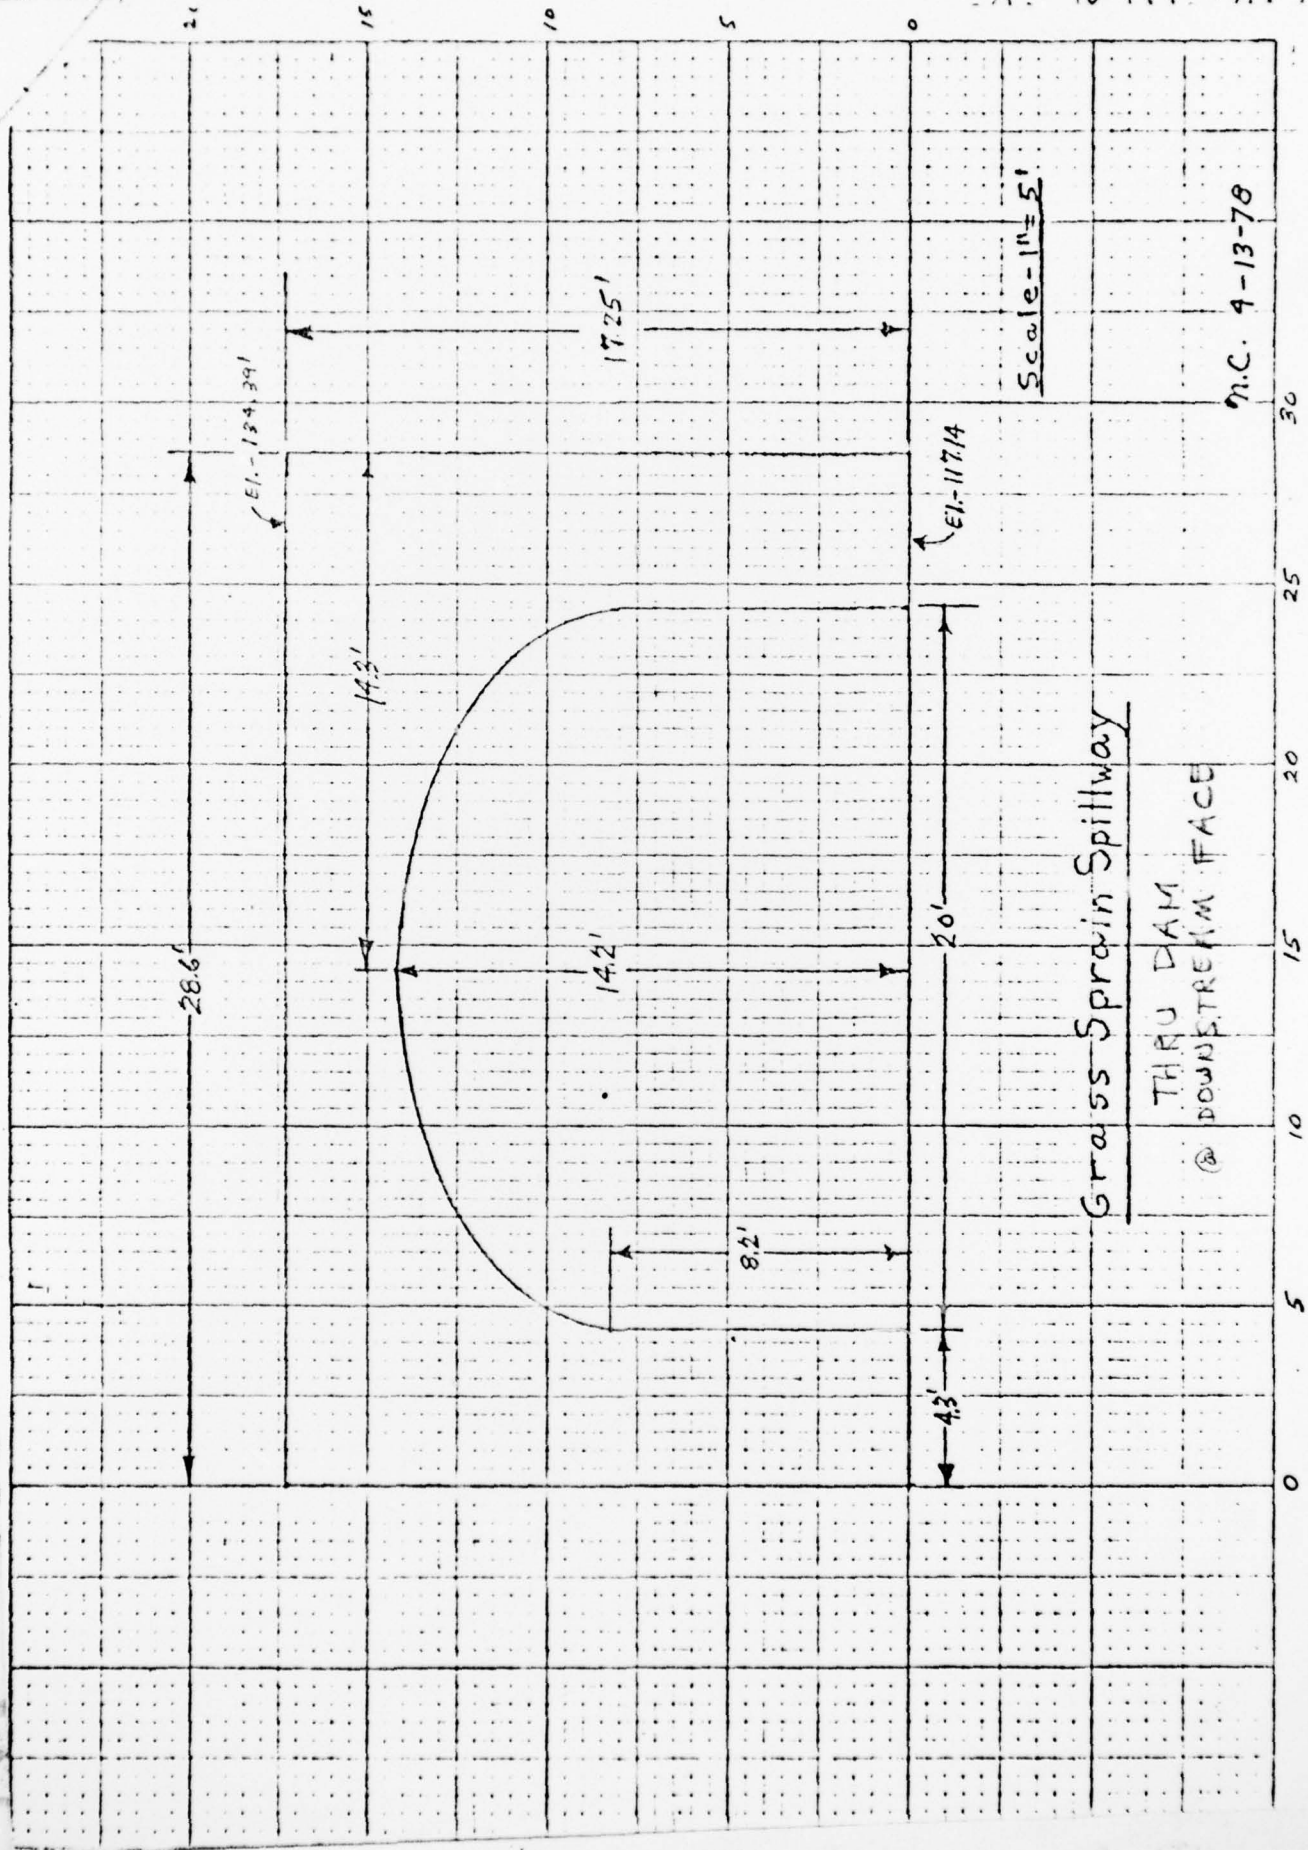 28.6'
El.-134.39'
14.3'
17.25'
14.2'
8.2'
El.-117.14
20'
4.3'
Scale-1"=5'
Grass Sprain Spillway
THRU DAM
@ DOWNSTREAM FACE
M.C. 4-13-78
0 5 10 15 20 25 30
15
10
5
0